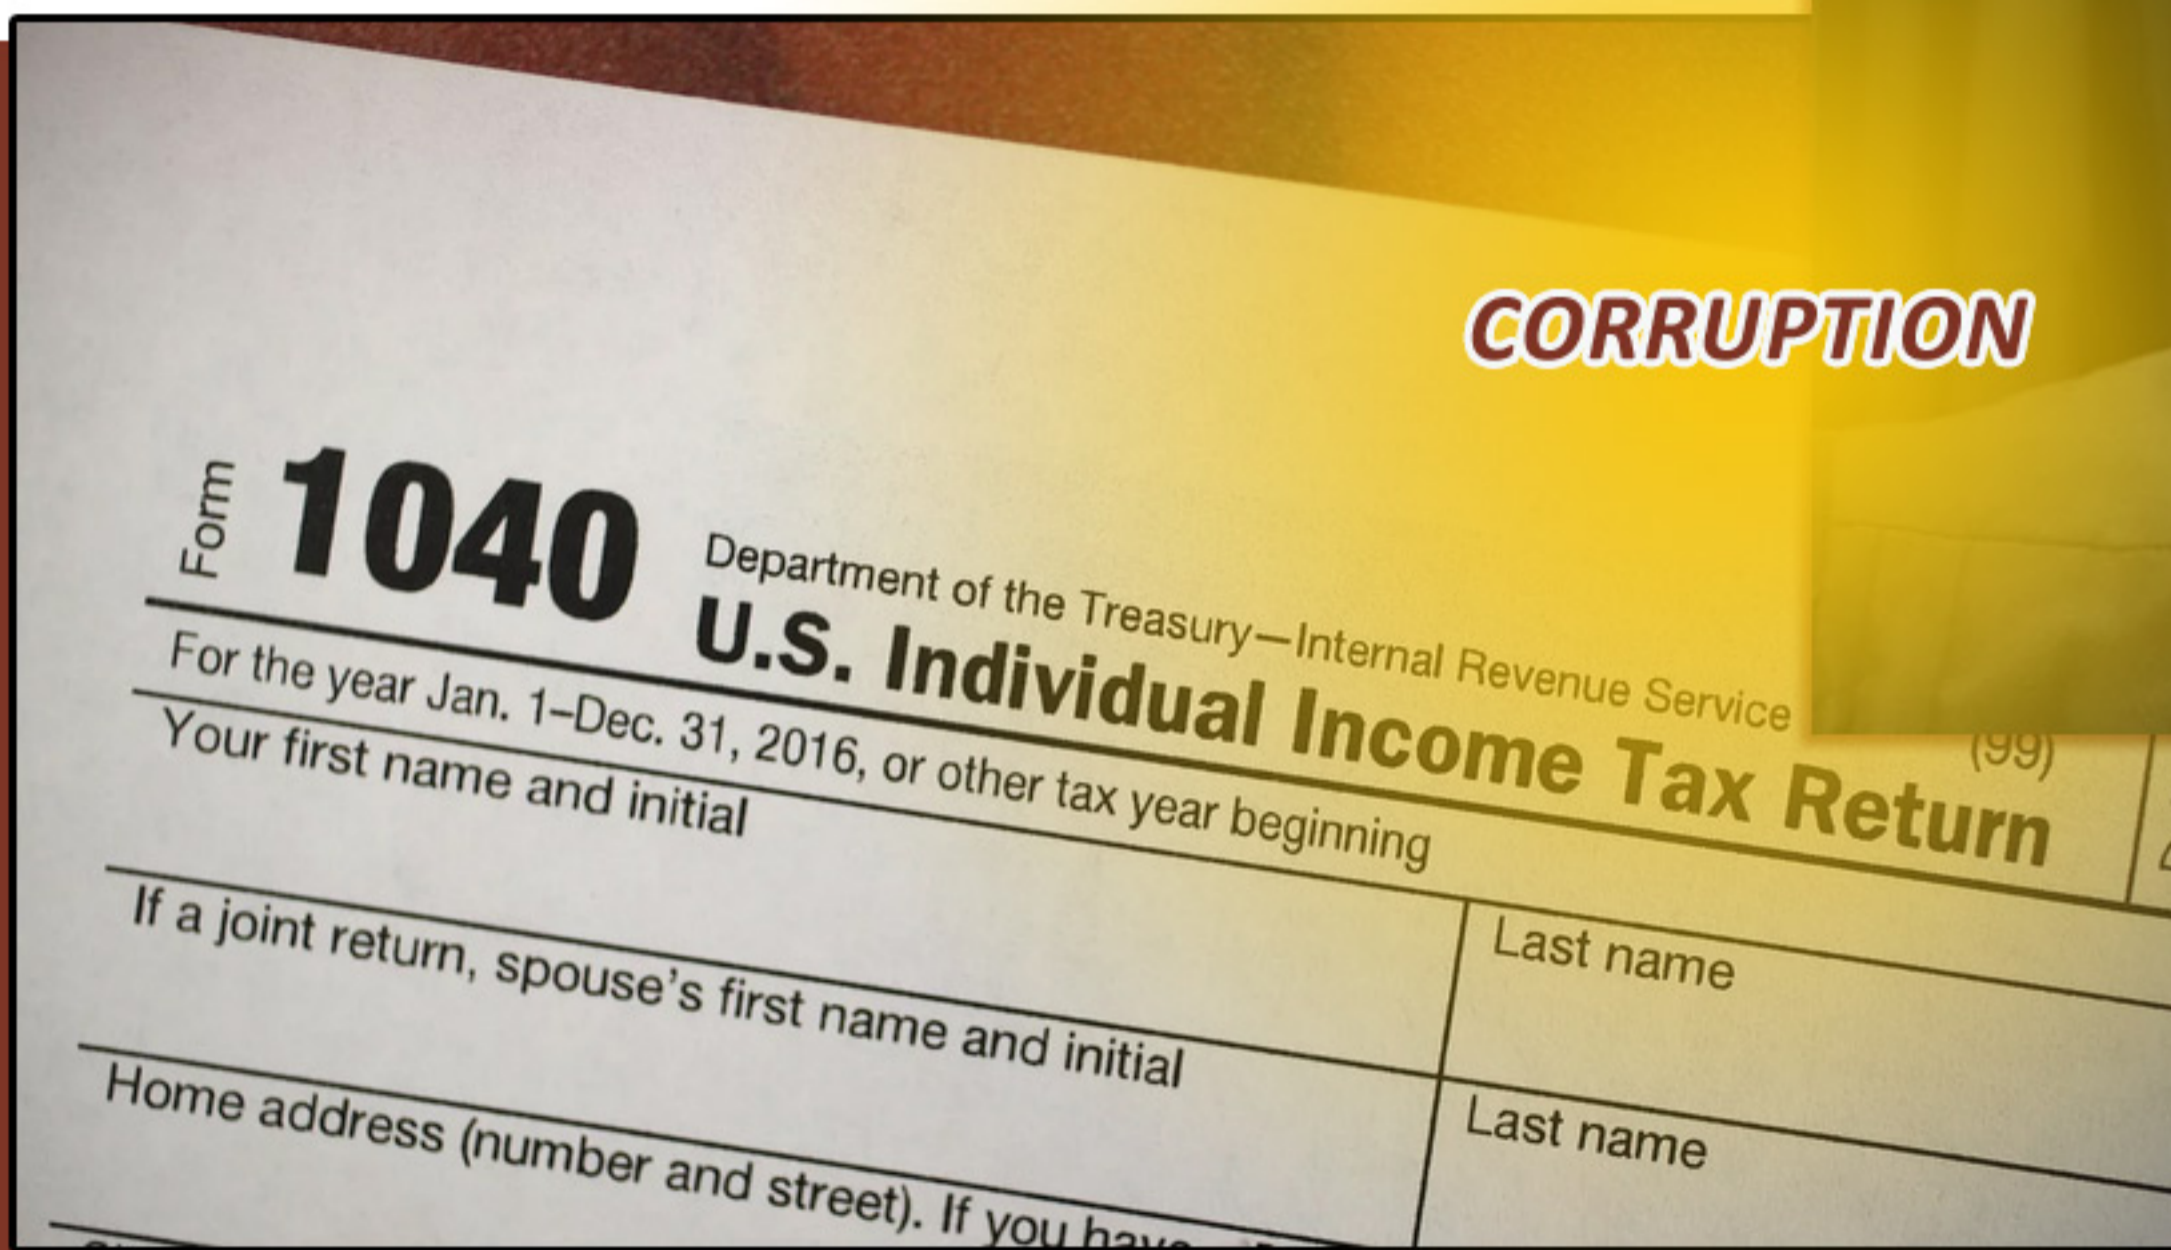 CORRUPTION
Form
1040
Department of the Treasury—Internal Revenue Service
(99)
U.S. Individual Income Tax Return
For the year Jan. 1–Dec. 31, 2016, or other tax year beginning
Your first name and initial
Last name
If a joint return, spouse's first name and initial
Last name
Home address (number and street). If you have